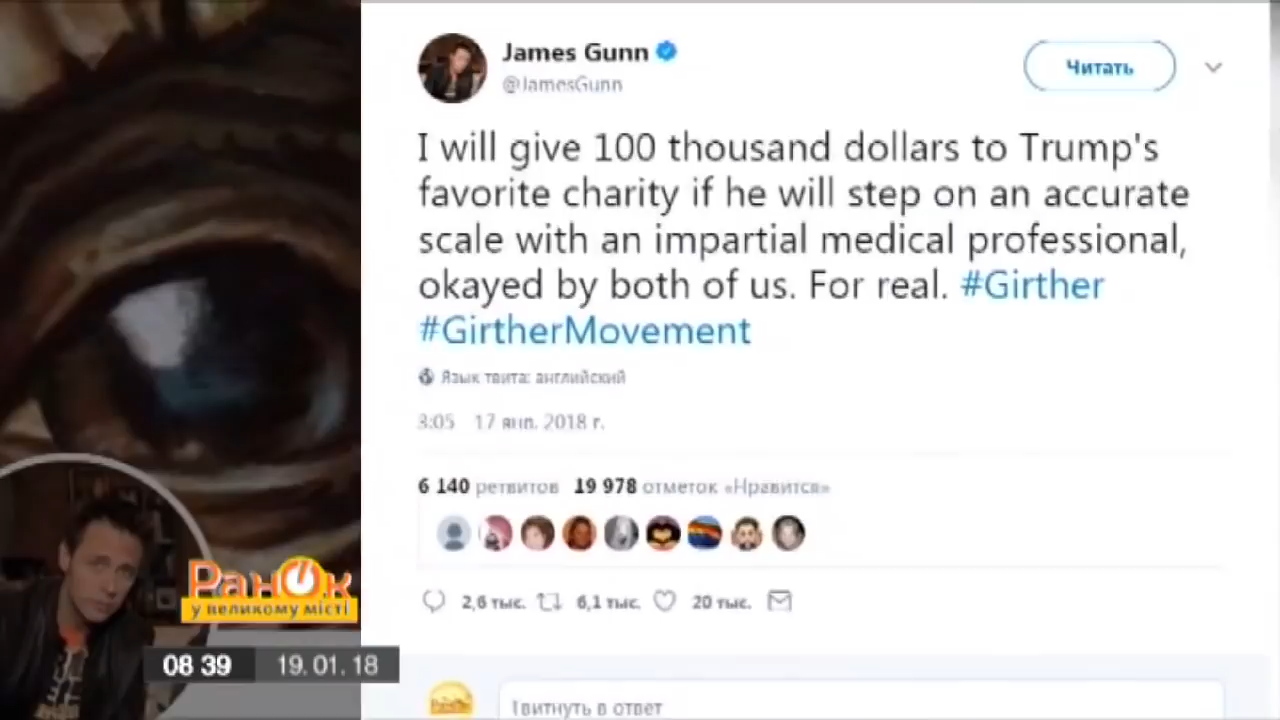 James Gunn
@JamesGunn
Читать
I will give 100 thousand dollars to Trump's
favorite charity if he will step on an accurate
scale with an impartial medical professional,
okayed by both of us. For real. #Girther
#GirtherMovement
Язык твита: английский
3:05 17 янв. 2018 г.
6 140 ретвитов 19 978 отметок «Нравится»
2,6 тыс. 6,1 тыс. 20 тыс.
Твитнуть в ответ
Ранок
у великому місті
08 39 19.01.18